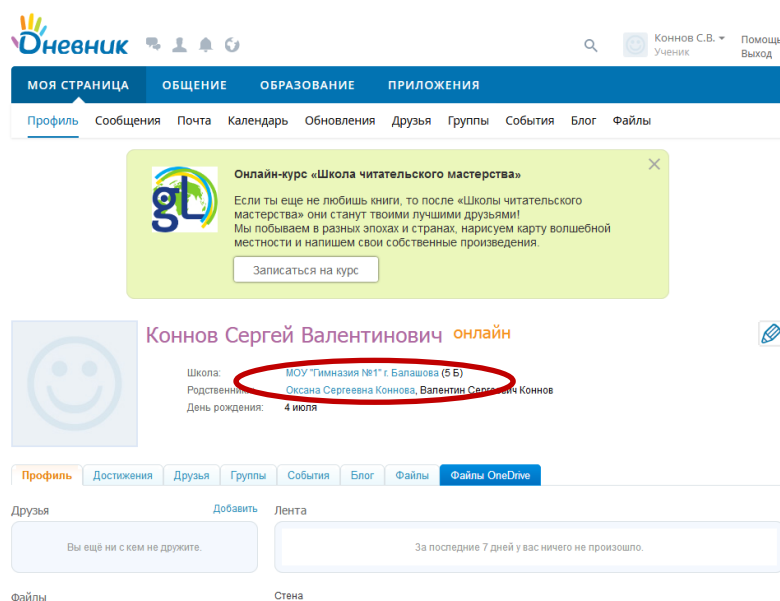 Дневник
Коннов С.В.
Ученик
Помощь
Выход
МОЯ СТРАНИЦА ОБЩЕНИЕ ОБРАЗОВАНИЕ ПРИЛОЖЕНИЯ
Профиль Сообщения Почта Календарь Обновления Друзья Группы События Блог Файлы
Онлайн-курс «Школа читательского мастерства»
gL
Если ты еще не любишь книги, то после «Школы читательского
мастерства» они станут твоими лучшими друзьями!
Мы побываем в разных эпохах и странах, нарисуем карту волшебной
местности и напишем свои собственные произведения.
Записаться на курс
Коннов Сергей Валентинович онлайн
Школа: МОУ "Гимназия №1" г. Балашова (5 Б)
Родственники: Оксана Сергеевна Коннова, Валентин Сергеевич Коннов
День рождения: 4 июля
Профиль Достижения Друзья Группы События Блог Файлы Файлы OneDrive
Друзья Добавить Лента
Вы ещё ни с кем не дружите. За последние 7 дней у вас ничего не произошло.
Файлы Стена